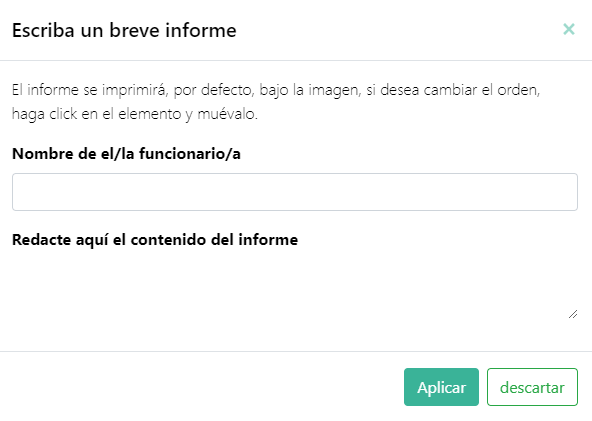 Escriba un breve informe
×
El informe se imprimirá, por defecto, bajo la imagen, si desea cambiar el orden,
haga click en el elemento y muévalo.
Nombre de el/la funcionario/a
Redacte aquí el contenido del informe
Aplicar
descartar